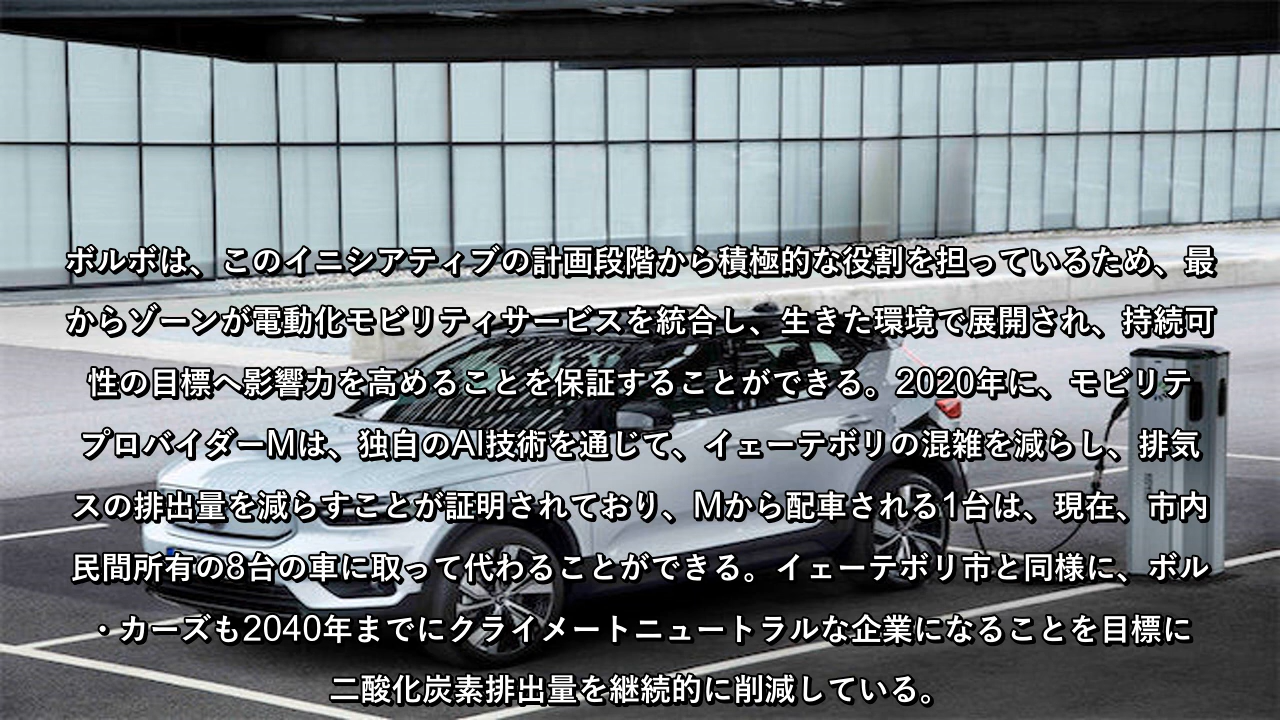 ボルボは、このイニシアティブの計画段階から積極的な役割を担っているため、最
からゾーンが電動化モビリティサービスを統合し、生きた環境で展開され、持続可
性の目標へ影響力を高めることを保証することができる。2020年に、モビリテ
プロバイダーMは、独自のAI技術を通じて、イェーテボリの混雑を減らし、排気
スの排出量を減らすことが証明されており、Mから配車される1台は、現在、市内
民間所有の8台の車に取って代わることができる。イェーテボリ市と同様に、ボル
・カーズも2040年までにクライメートニュートラルな企業になることを目標に
二酸化炭素排出量を継続的に削減している。